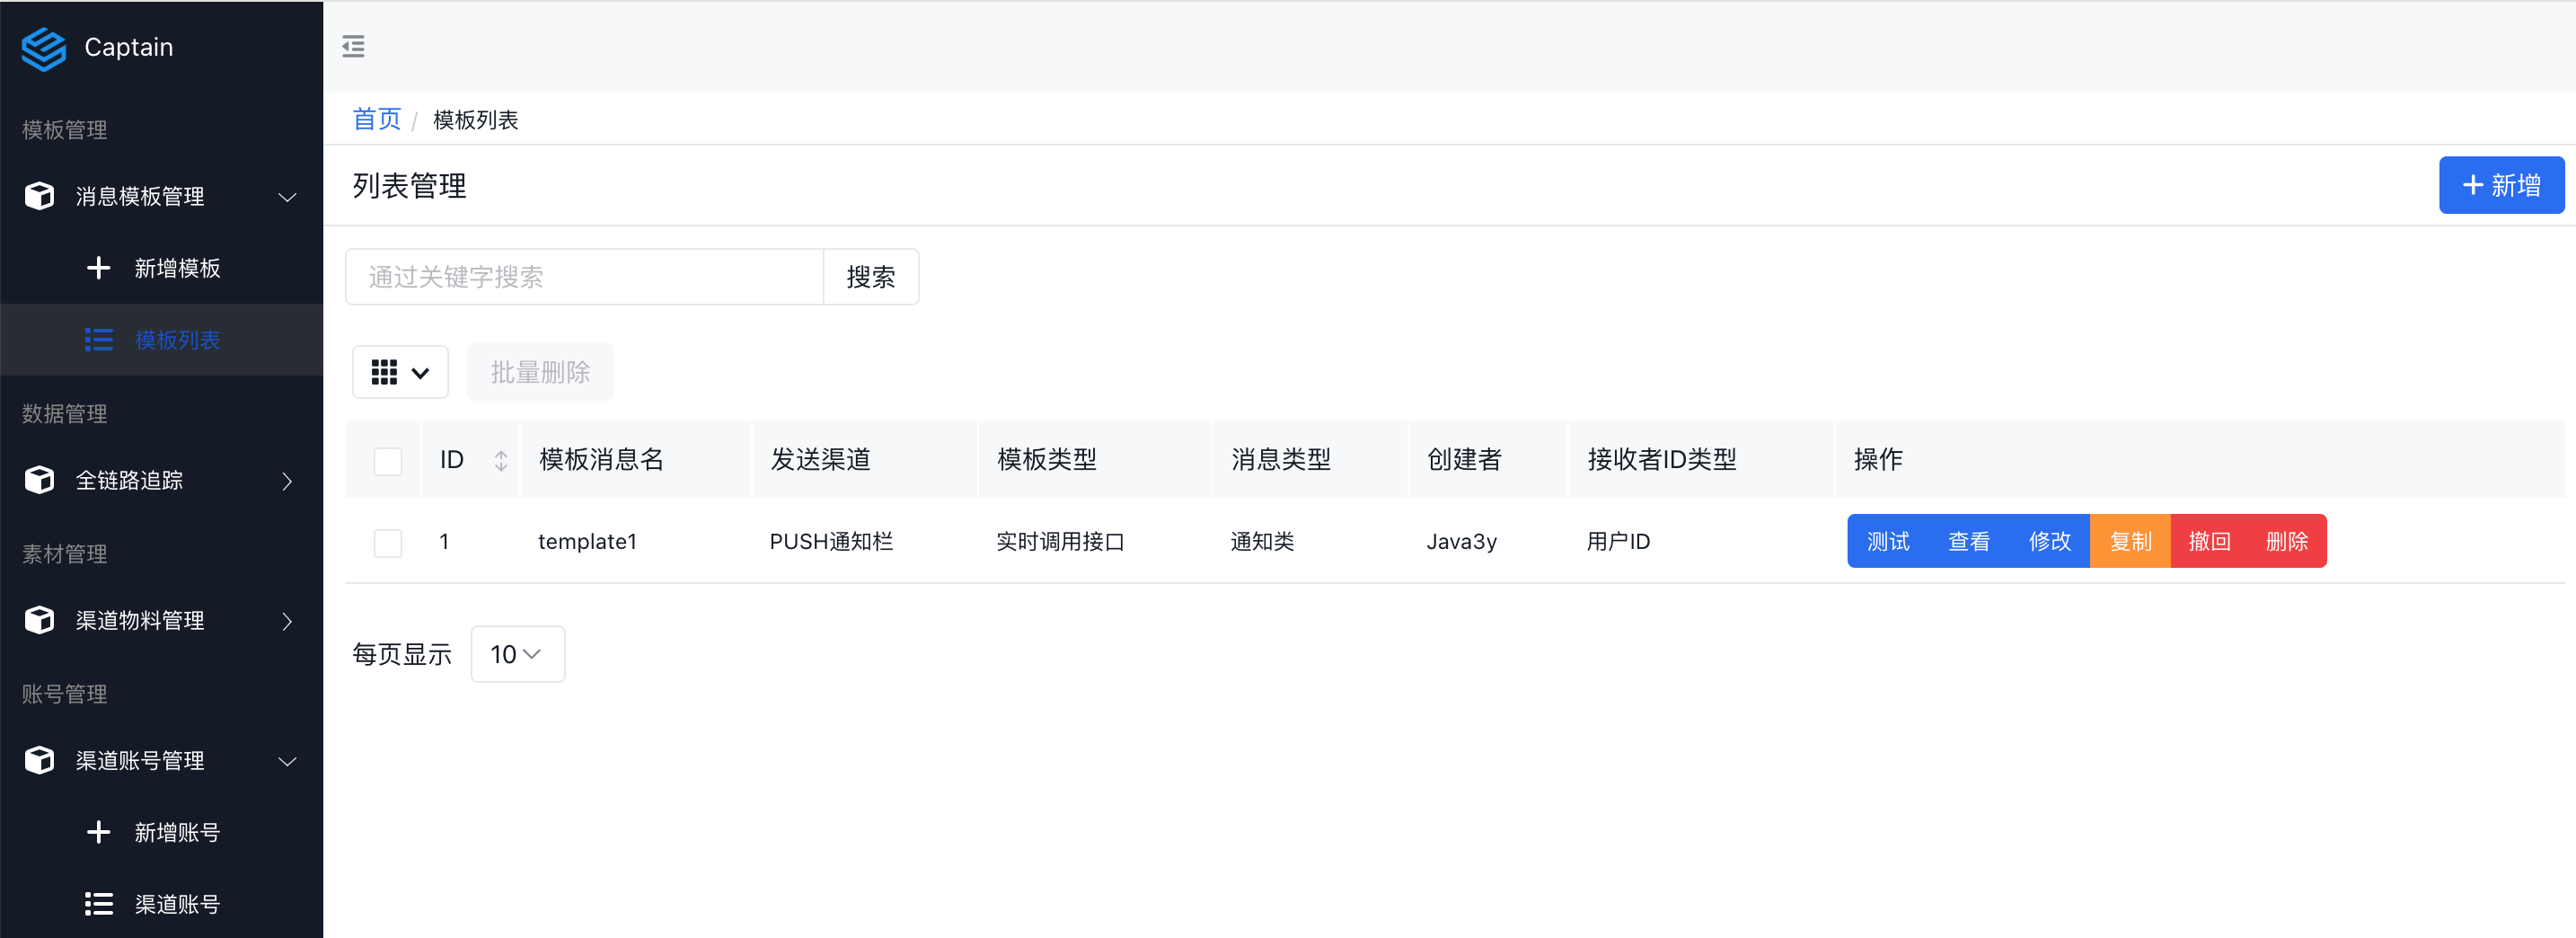 Captain
模板管理
消息模板管理
新增模板
模板列表
数据管理
全链路追踪
素材管理
渠道物料管理
账号管理
渠道账号管理
新增账号
渠道账号
首页 / 模板列表
列表管理
新增
通过关键字搜索 搜索
批量删除
ID 模板消息名 发送渠道 模板类型 消息类型 创建者 接收者ID类型 操作
1 template1 PUSH通知栏 实时调用接口 通知类 Java3y 用户ID 测试 查看 修改 复制 撤回 删除
每页显示 10